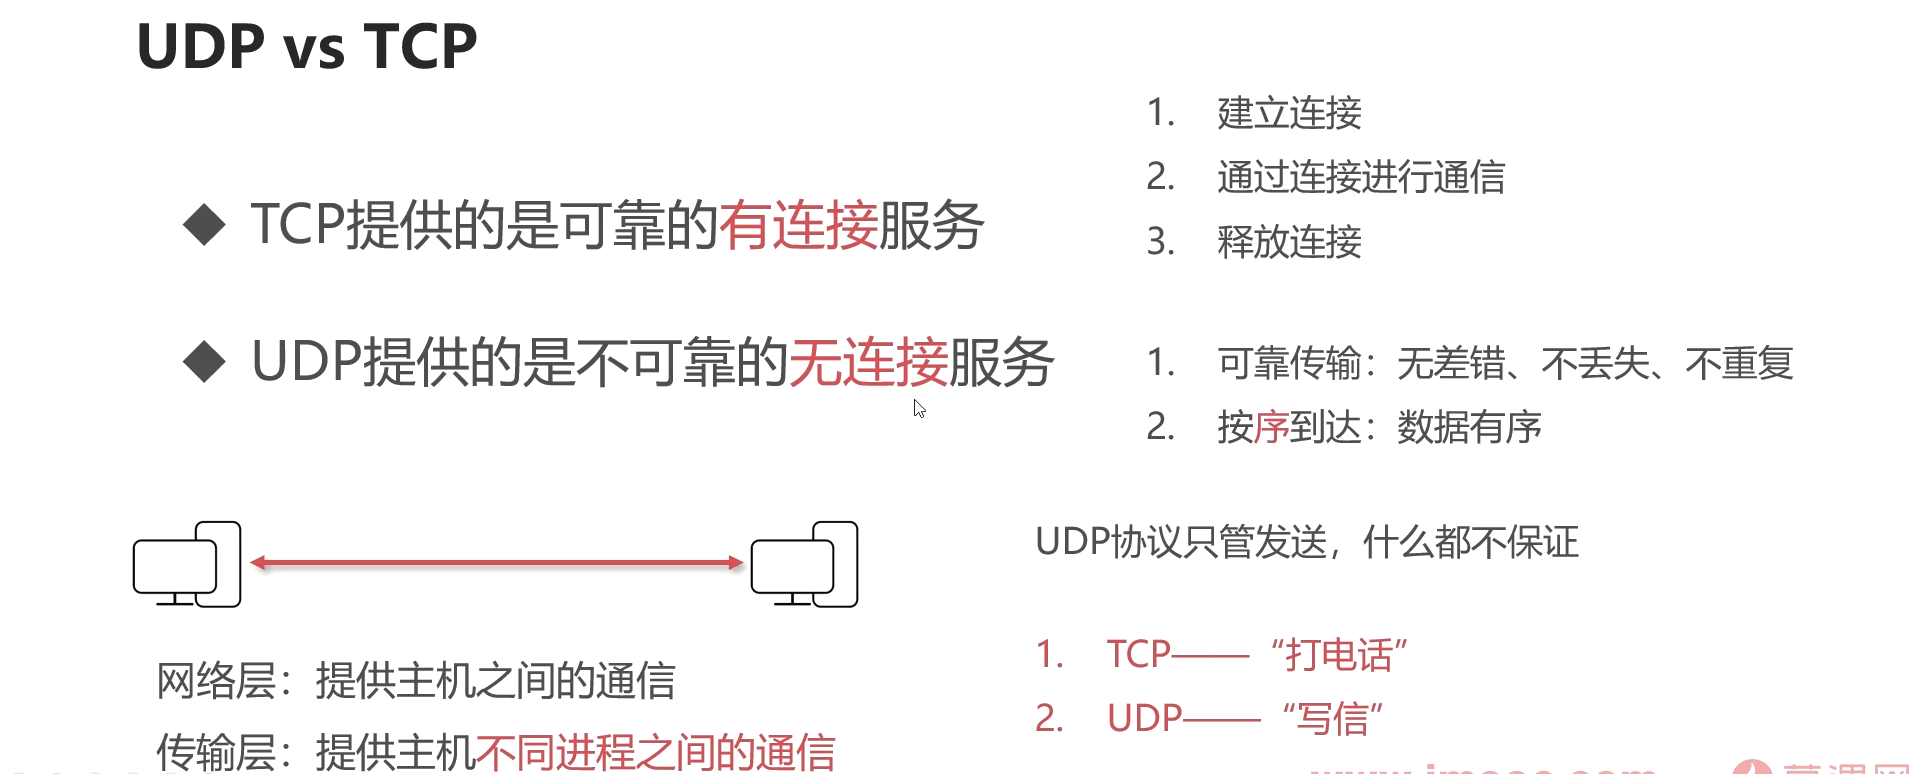 UDP vs TCP
◆ TCP提供的是可靠的有连接服务
◆ UDP提供的是不可靠的无连接服务
1. 建立连接
2. 通过连接进行通信
3. 释放连接
1. 可靠传输：无差错、不丢失、不重复
2. 按序到达：数据有序
网络层：提供主机之间的通信
传输层：提供主机不同进程之间的通信
UDP协议只管发送，什么都不保证
1. TCP——“打电话”
2. UDP——“写信”